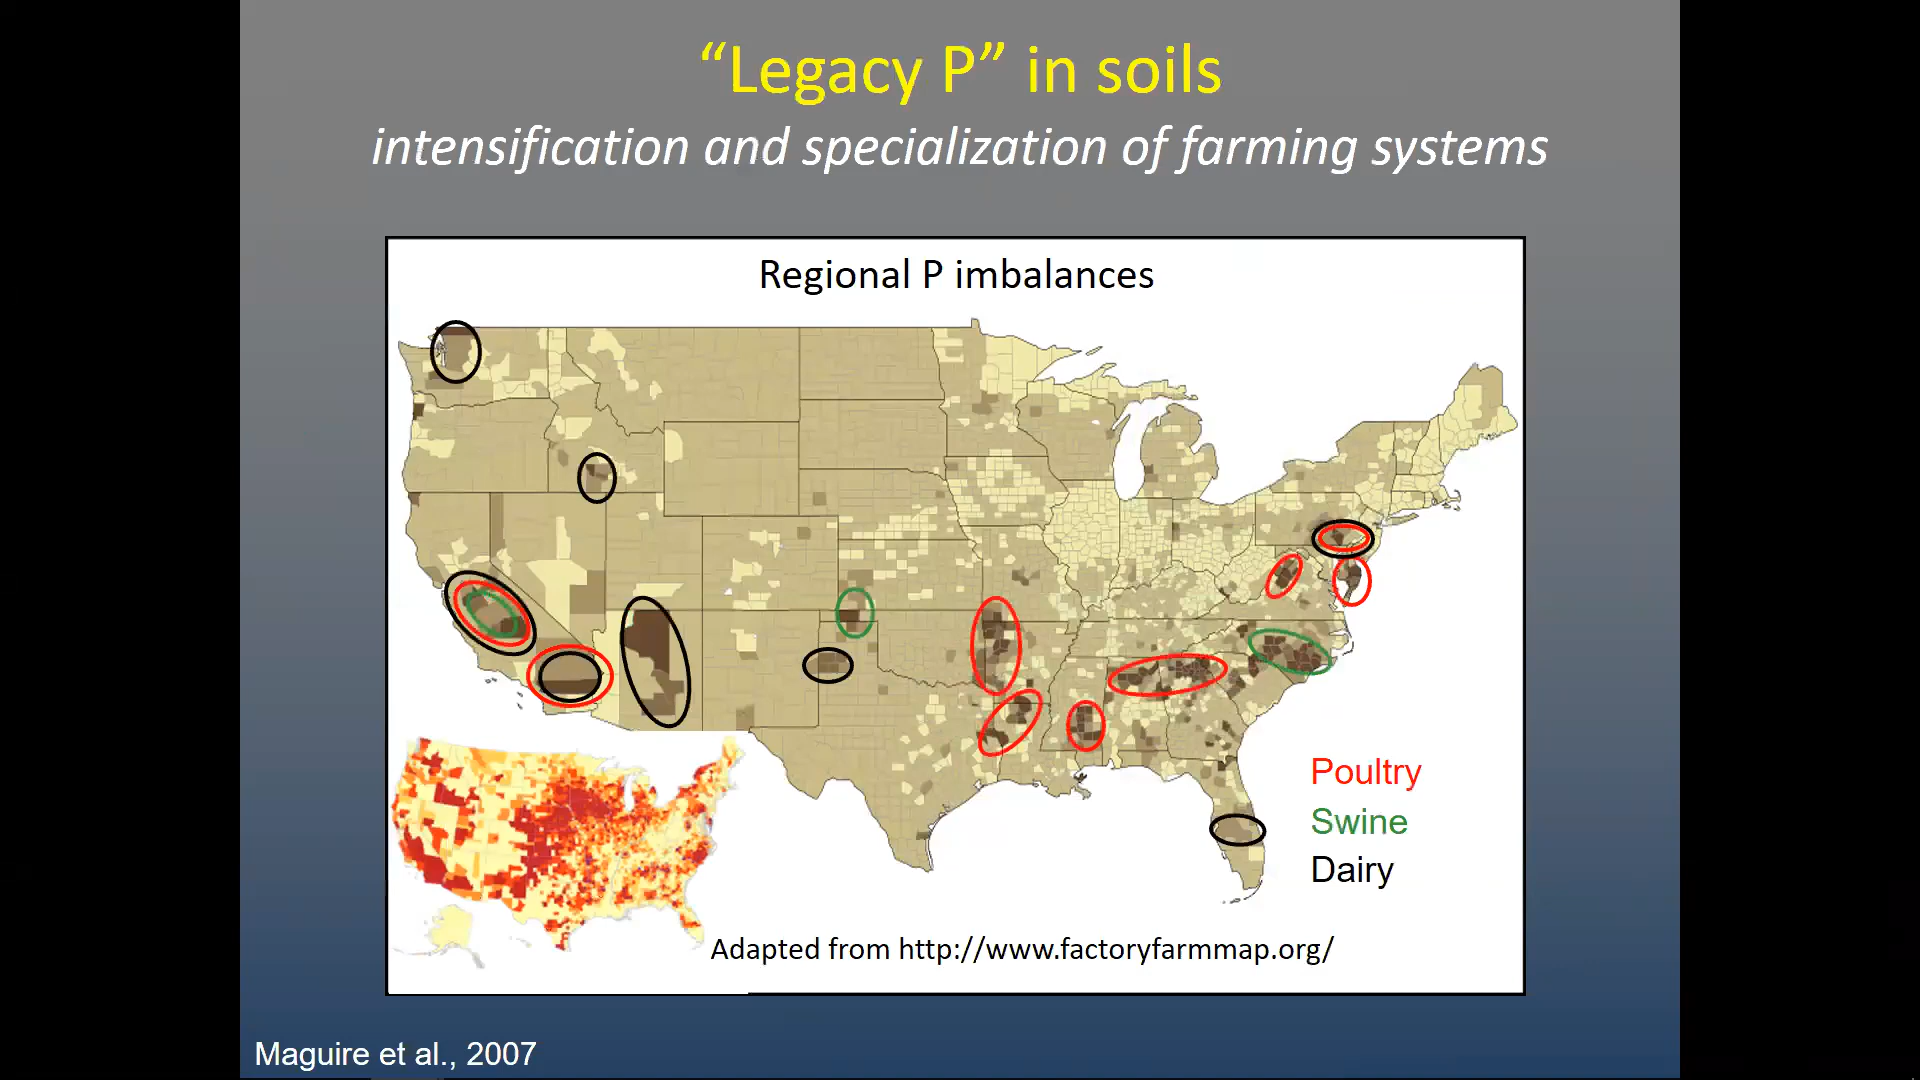 “Legacy P” in soils
intensification and specialization of farming systems
Regional P imbalances
Poultry
Swine
Dairy
Adapted from http://www.factoryfarmmap.org/
Maguire et al., 2007